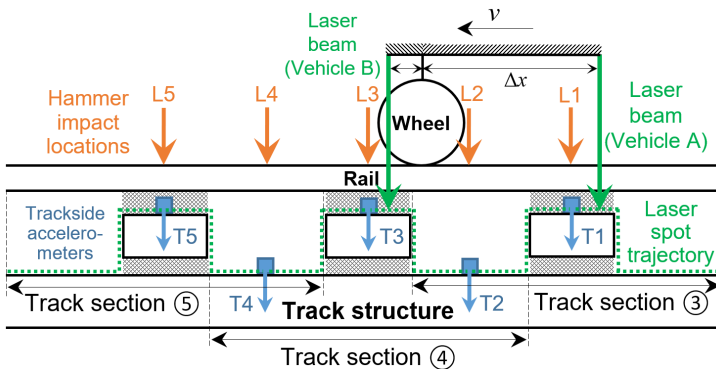 Laser
beam
(Vehicle B)
v
Δx
Hammer
impact
locations
L5
L4
L3
L2
L1
Wheel
Laser
beam
(Vehicle A)
Rail
Trackside
accelero-
meters
T5
T3
T1
Laser
spot
trajectory
Track section ⑤
T4
Track structure
T2
Track section ③
Track section ④